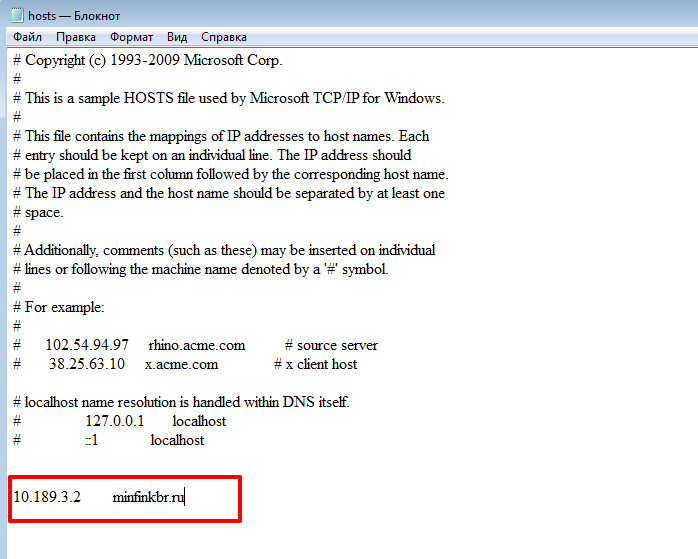 hosts — Блокнот
Файл Правка Формат Вид Справка
# Copyright (c) 1993-2009 Microsoft Corp.
#
# This is a sample HOSTS file used by Microsoft TCP/IP for Windows.
#
# This file contains the mappings of IP addresses to host names. Each
# entry should be kept on an individual line. The IP address should
# be placed in the first column followed by the corresponding host name.
# The IP address and the host name should be separated by at least one
# space.
#
# Additionally, comments (such as these) may be inserted on individual
# lines or following the machine name denoted by a '#' symbol.
#
# For example:
#
# 102.54.94.97 rhino.acme.com # source server
# 38.25.63.10 x.acme.com # x client host

# localhost name resolution is handled within DNS itself.
# 127.0.0.1 localhost
# ::1 localhost

10.189.3.2 minfinkbr.ru